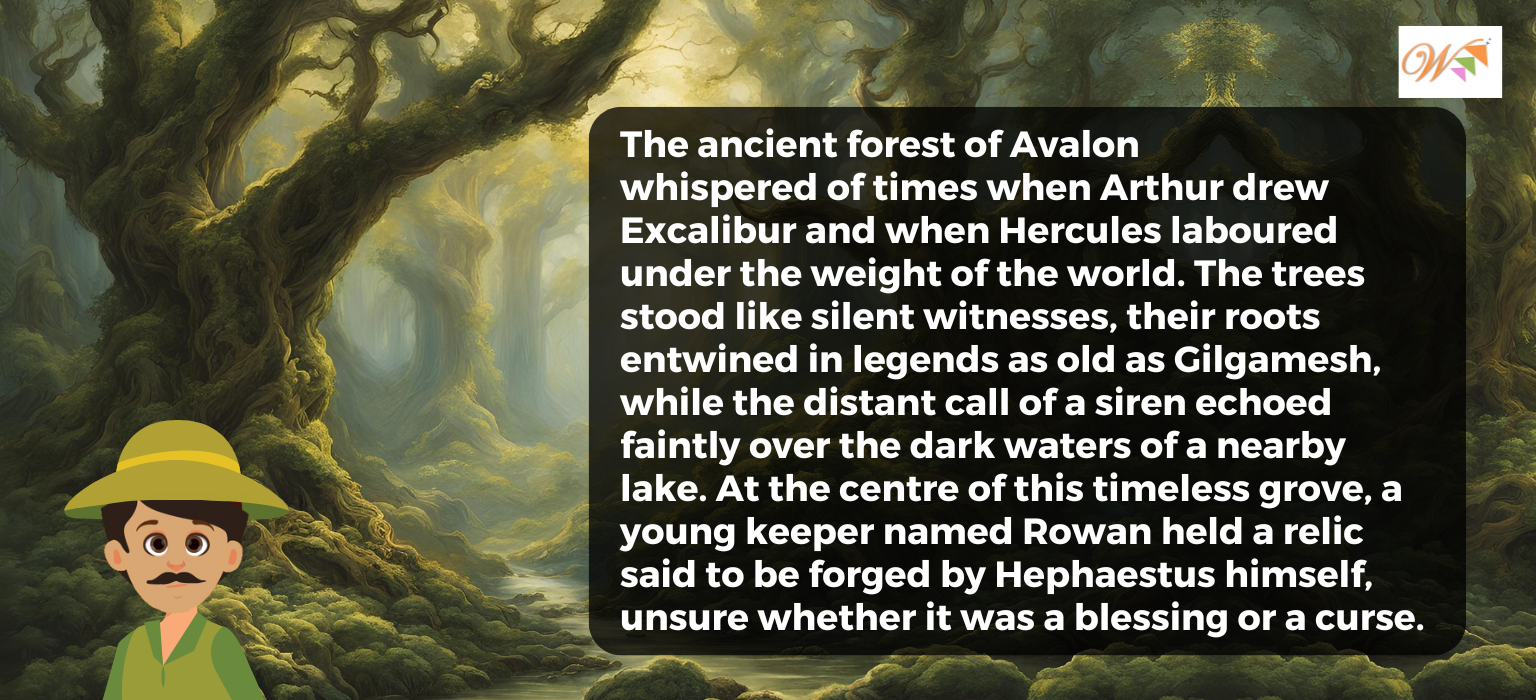 W
The ancient forest of Avalon
whispered of times when Arthur drew
Excalibur and when Hercules laboured
under the weight of the world. The trees
stood like silent witnesses, their roots
entwined in legends as old as Gilgamesh,
while the distant call of a siren echoed
faintly over the dark waters of a nearby
lake. At the centre of this timeless grove, a
young keeper named Rowan held a relic
said to be forged by Hephaestus himself,
unsure whether it was a blessing or a curse.